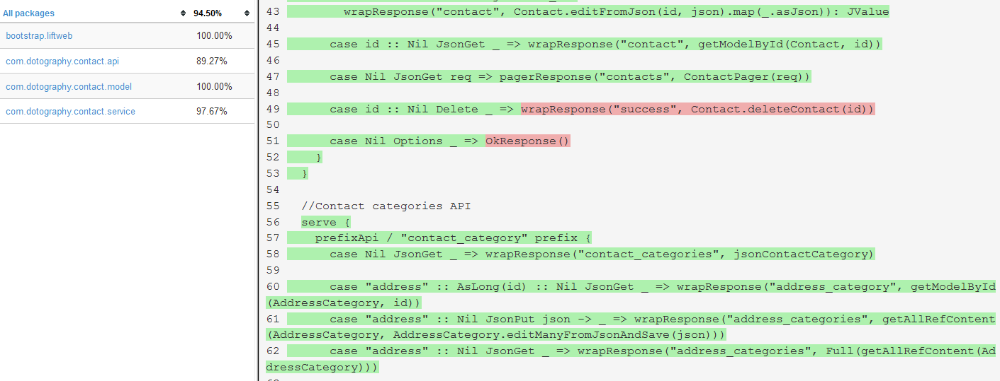 All packages 94.50%
bootstrap.liftweb 100.00%
com.dotography.contact.api 89.27%
com.dotography.contact.model 100.00%
com.dotography.contact.service 97.67%
43 wrapResponse("contact", Contact.editFromJson(id, json).map(_.asJson)): JValue
44
45 case id :: Nil JsonGet _ => wrapResponse("contact", getModelById(Contact, id))
46
47 case Nil JsonGet req => pagerResponse("contacts", ContactPager(req))
48
49 case id :: Nil Delete _ => wrapResponse("success", Contact.deleteContact(id))
50
51 case Nil Options _ => OkResponse()
52 }
53 }
54
55 //Contact categories API
56 serve {
57 prefixApi / "contact_category" prefix {
58 case Nil JsonGet _ => wrapResponse("contact_categories", jsonContactCategory)
59
60 case "address" :: AsLong(id) :: Nil JsonGet _ => wrapResponse("address_category", getModelById
(AddressCategory, id))
61 case "address" :: Nil JsonPut json -> _ => wrapResponse("address_categories", getAllRefContent
(AddressCategory, AddressCategory.editManyFromJsonAndSave(json)))
62 case "address" :: Nil JsonGet _ => wrapResponse("address_categories", Full(getAllRefContent(Ad
dressCategory)))